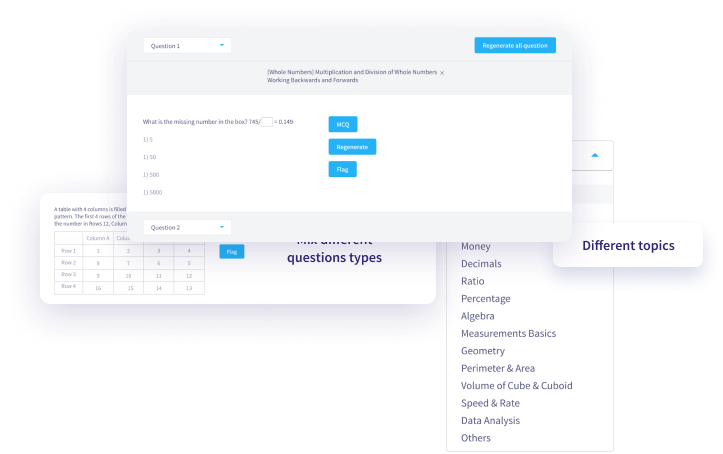 Question 1
Regenerate all question
[Whole Numbers] Multiplication and Division of Whole Numbers ×
Working Backwards and Forwards
What is the missing number in the box? 745/ = 0.149
MCQ
1) 5
Regenerate
1) 50
Flag
1) 500
1) 5000
Question 2
A table with 4 columns is filled
pattern. The first 4 rows of the
the number in Rows 12, Column
Column A Colu
Row 1 1 2 3 4
Row 2 8 7 6 5
Row 3 9 10 11 12
Row 4 16 15 14 13
Flag
Mix different
questions types
Different topics
Money
Decimals
Ratio
Percentage
Algebra
Measurements Basics
Geometry
Perimeter & Area
Volume of Cube & Cuboid
Speed & Rate
Data Analysis
Others